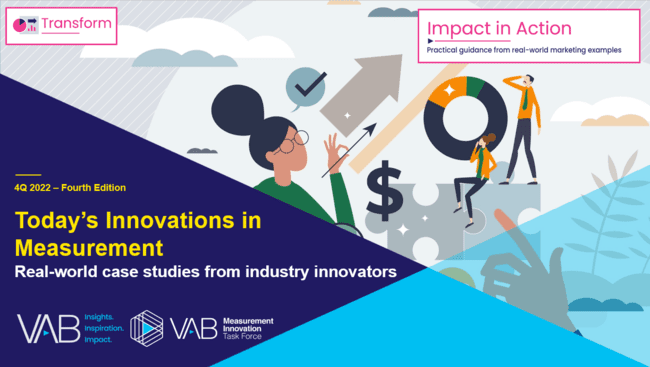 Transform
Impact in Action
Practical guidance from real-world marketing examples
$
4Q 2022 – Fourth Edition
Today's Innovations in
Measurement
Real-world case studies from industry innovators
VAB
Insights.
Inspiration.
Impact.
VAB
Measurement
Innovation
Task Force